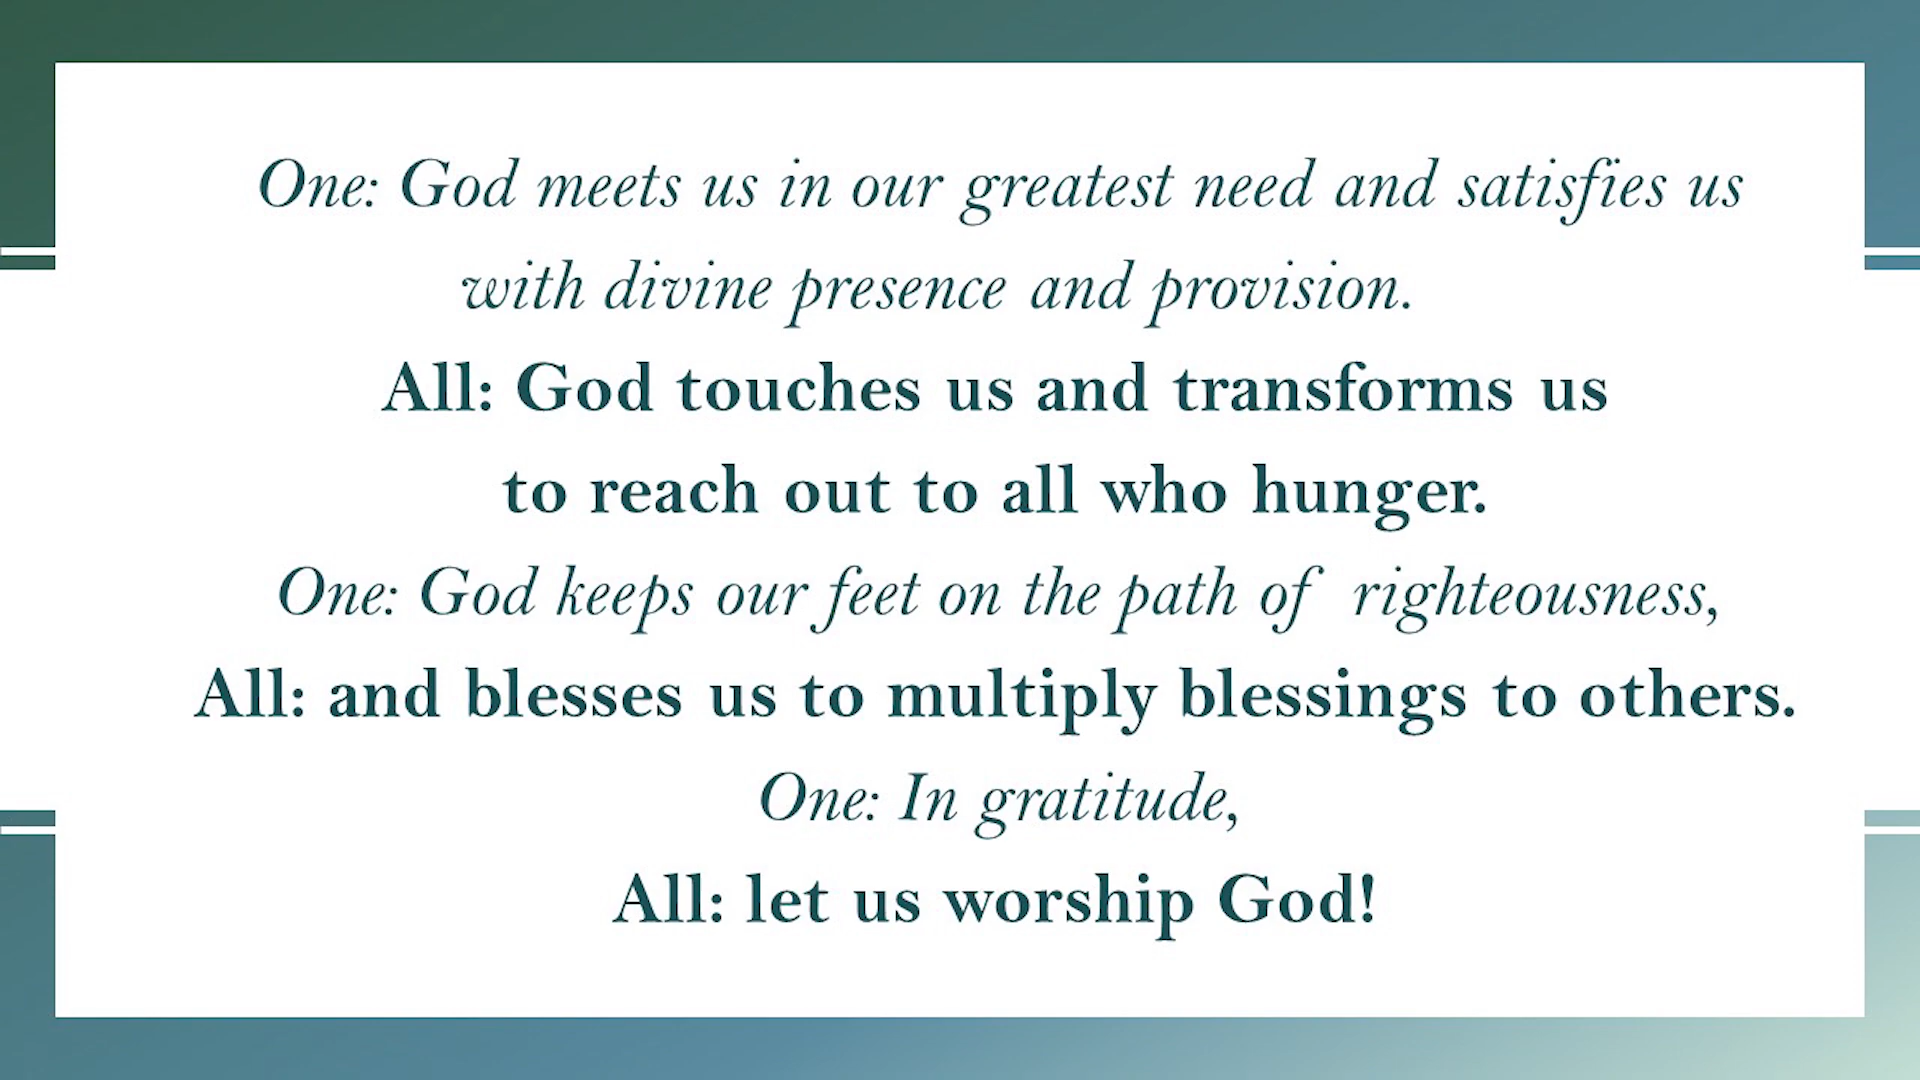 One: God meets us in our greatest need and satisfies us
with divine presence and provision.
All: God touches us and transforms us
to reach out to all who hunger.
One: God keeps our feet on the path of righteousness,
All: and blesses us to multiply blessings to others.
One: In gratitude,
All: let us worship God!